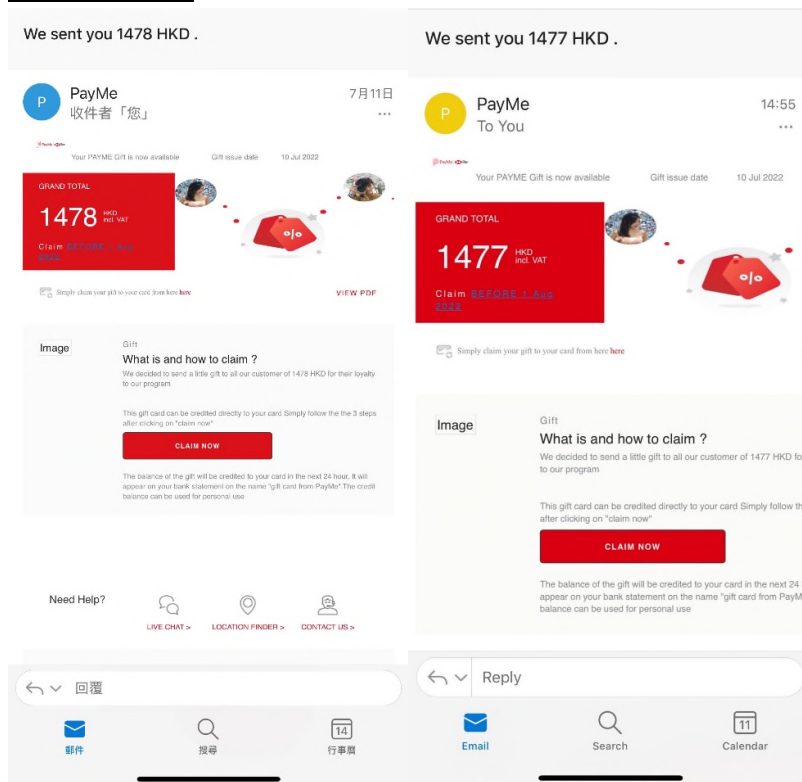 We sent you 1478 HKD .
P
PayMe
7月11日
收件者「您」
...
Your PAYME Gift is now available
Gift issue date
10 Jul 2022
GRAND TOTAL
1478 HKD
incl. VAT
Claim BEFORE 1 Aug
2022
%
Simply claim your gift to your card from here here
VIEW PDF
Image
Gift
What is and how to claim ?
We decided to send a little gift to all our customer of 1478 HKD for their loyalty
to our program
This gift card can be credited directly to your card Simply follow the the 3 steps
after clicking on "claim now"
CLAIM NOW
The balance of the gift will be credited to your card in the next 24 hour, it will
appear on your bank statement on the name "gift card from PayMe".The credit
balance can be used for personal use
Need Help?
LIVE CHAT >
LOCATION FINDER >
CONTACT US >
回覆
郵件
搜尋
14
行事曆
We sent you 1477 HKD .
P
PayMe
14:55
To You
...
Your PAYME Gift is now available
Gift issue date
10 Jul 2022
GRAND TOTAL
1477 HKD
incl. VAT
Claim BEFORE 1 Aug
2022
%
Simply claim your gift to your card from here here
Image
Gift
What is and how to claim ?
We decided to send a little gift to all our customer of 1477 HKD fo
to our program
This gift card can be credited directly to your card Simply follow th
after clicking on "claim now"
CLAIM NOW
The balance of the gift will be credited to your card in the next 24
appear on your bank statement on the name "gift card from PayM
balance can be used for personal use
Reply
Email
Search
11
Calendar